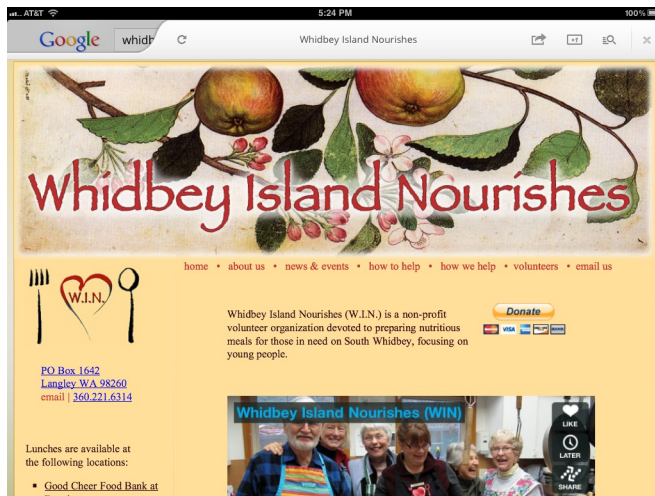 AT&T 5:24 PM 100%
Google whidb Whidbey Island Nourishes
Whidbey Island Nourishes
home • about us • news & events • how to help • how we help • volunteers • email us
W.I.N.
Whidbey Island Nourishes (W.I.N.) is a non-profit
volunteer organization devoted to preparing nutritious
meals for those in need on South Whidbey, focusing on
young people.
Donate
VISA
PO Box 1642
Langley WA 98260
email | 360.221.6314
Whidbey Island Nourishes (WIN)
LIKE
LATER
SHARE
Lunches are available at
the following locations:
▪ Good Cheer Food Bank at